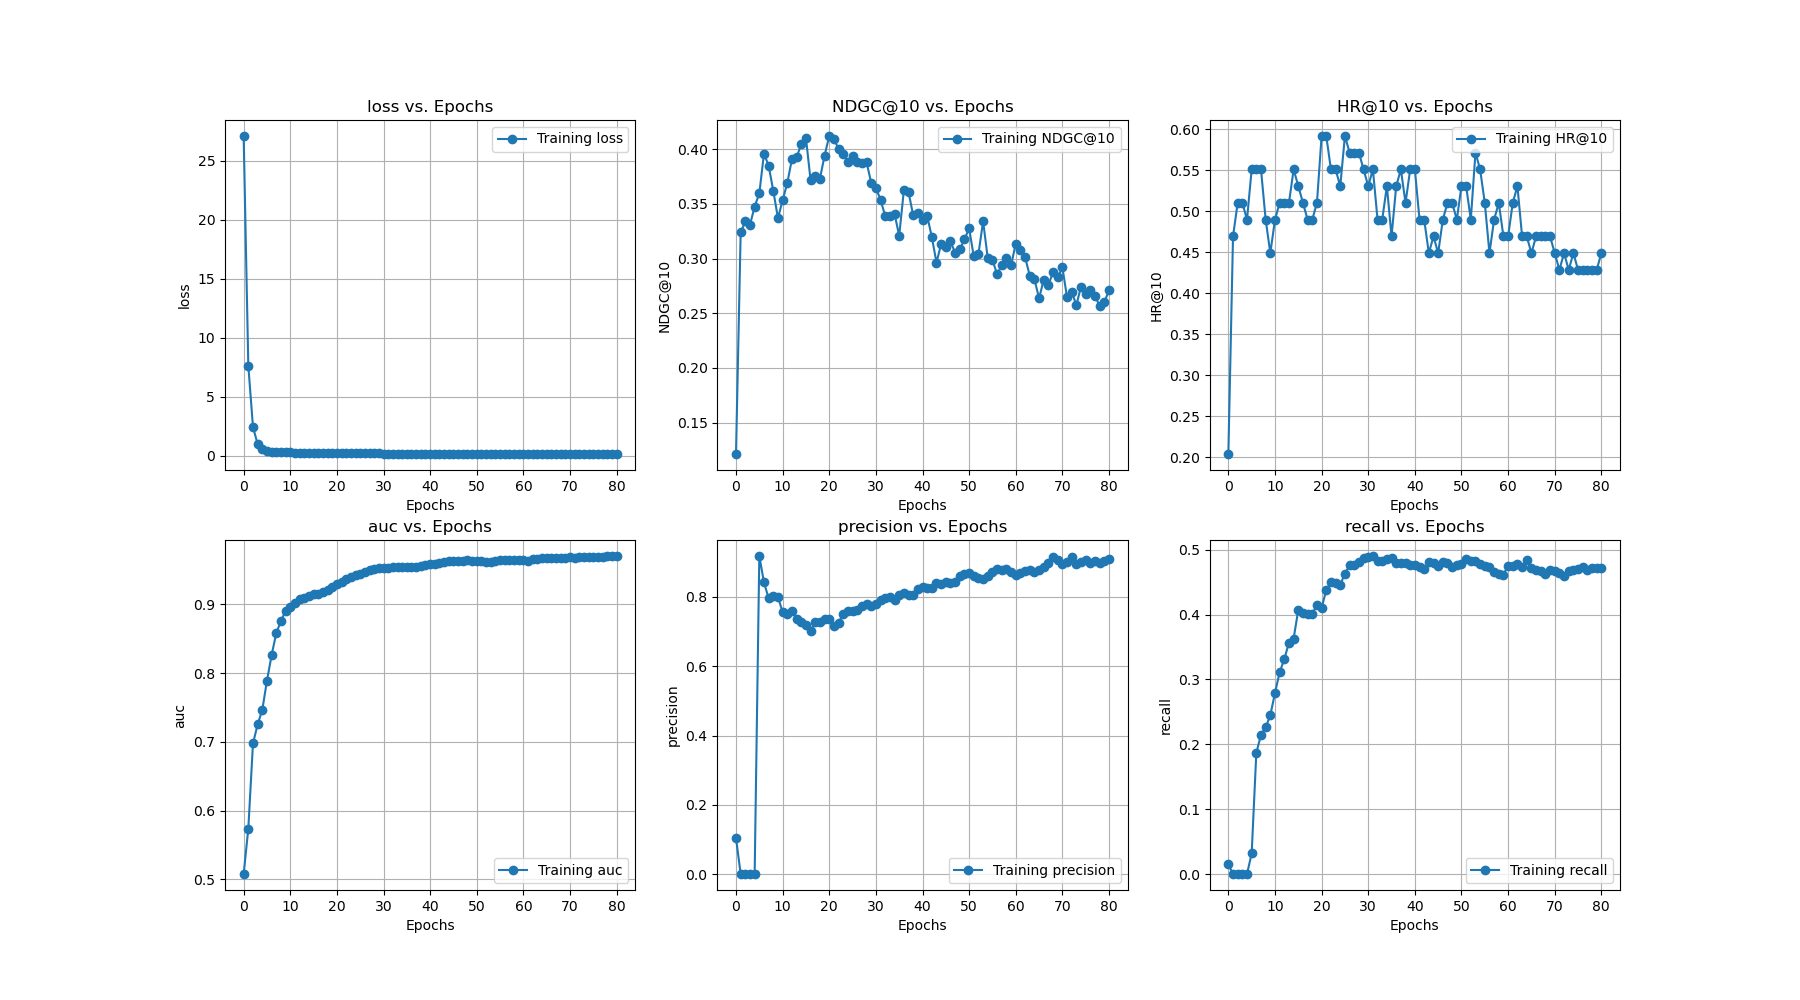 loss vs. Epochs
Training loss
loss
25
20
15
10
5
0
0 10 20 30 40 50 60 70 80
Epochs
NDGC@10 vs. Epochs
Training NDGC@10
NDGC@10
0.40
0.35
0.30
0.25
0.20
0.15
0 10 20 30 40 50 60 70 80
Epochs
HR@10 vs. Epochs
Training HR@10
HR@10
0.60
0.55
0.50
0.45
0.40
0.35
0.30
0.25
0.20
0 10 20 30 40 50 60 70 80
Epochs
auc vs. Epochs
auc
0.9
0.8
0.7
0.6
0.5
Training auc
0 10 20 30 40 50 60 70 80
Epochs
precision vs. Epochs
precision
0.8
0.6
0.4
0.2
0.0
Training precision
0 10 20 30 40 50 60 70 80
Epochs
recall vs. Epochs
recall
0.5
0.4
0.3
0.2
0.1
0.0
Training recall
0 10 20 30 40 50 60 70 80
Epochs